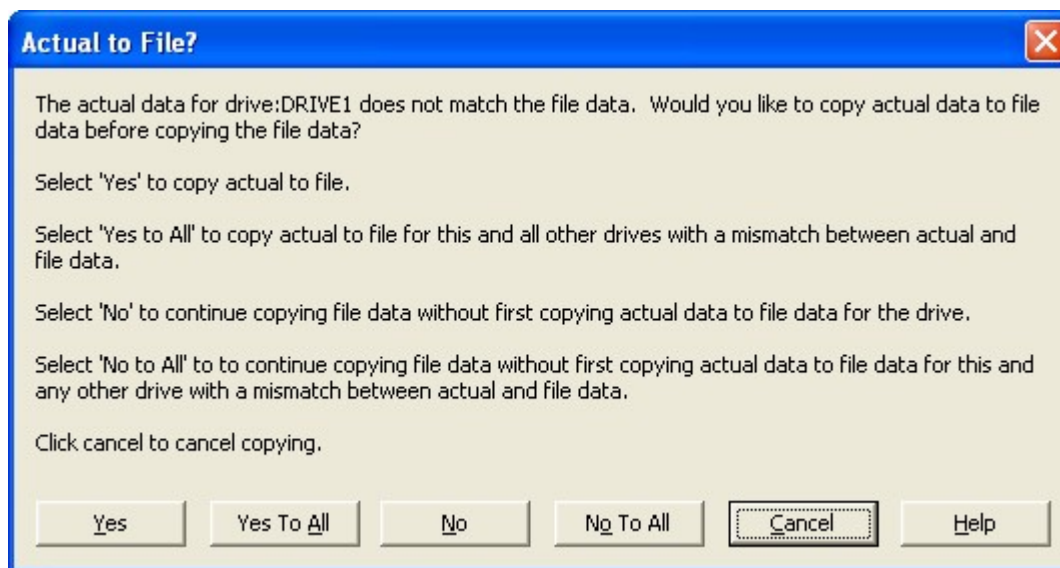 Actual to File?
The actual data for drive:DRIVE1 does not match the file data.  Would you like to copy actual data to file
data before copying the file data?
Select 'Yes' to copy actual to file.
Select 'Yes to All' to copy actual to file for this and all other drives with a mismatch between actual and
file data.
Select 'No' to continue copying file data without first copying actual data to file data for the drive.
Select 'No to All' to to continue copying file data without first copying actual data to file data for this and
any other drive with a mismatch between actual and file data.
Click cancel to cancel copying.
Yes Yes To All No No To All Cancel Help